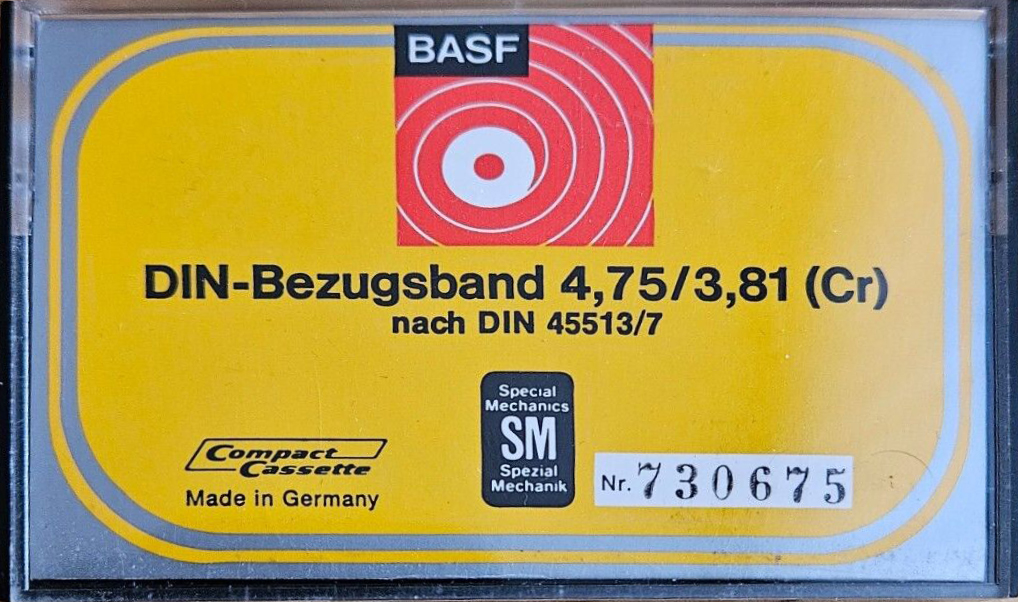 BASF
DIN-Bezugsband 4,75/3,81 (Cr)
nach DIN 45513/7
Special
Mechanics
SM
Spezial
Mechanik
Compact
Cassette
Made in Germany
Nr. 730675